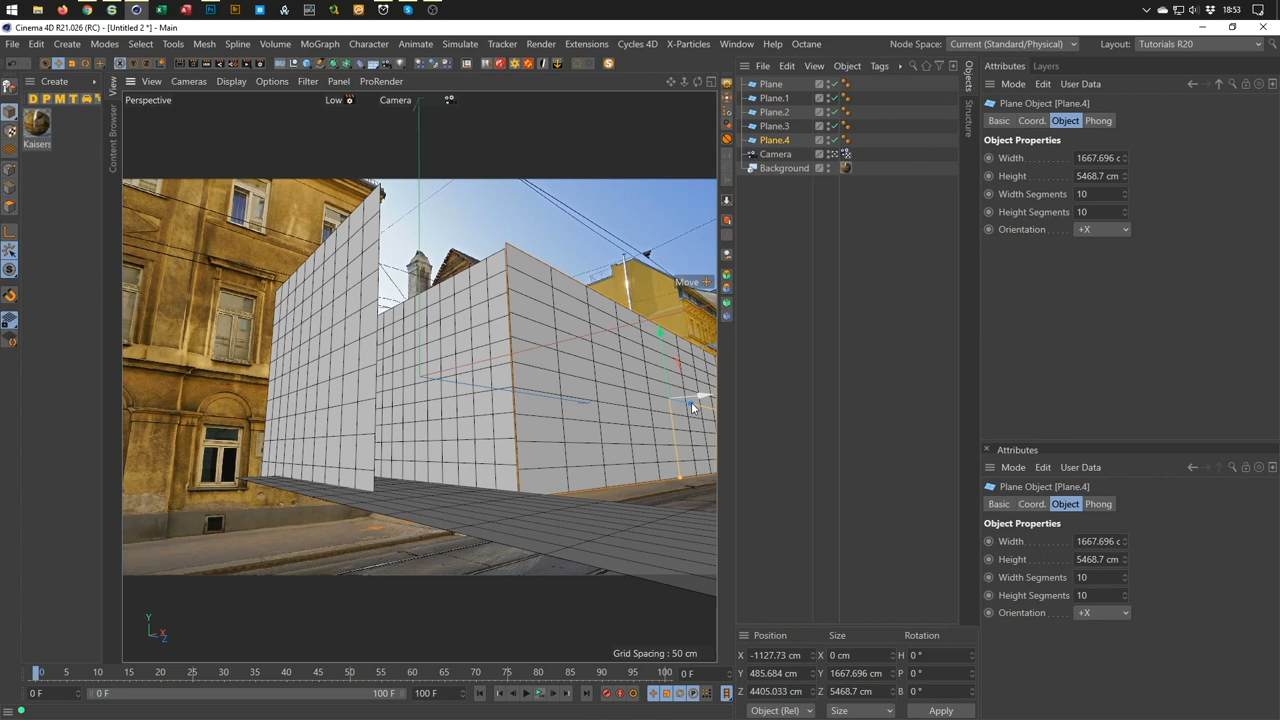 18:53
Cinema 4D R21.026 (RC) - [Untitled 2 *] - Main
File Edit Create Modes Select Tools Mesh Spline Volume MoGraph Character Animate Simulate Tracker Render Extensions Cycles 4D X-Particles Window Help Octane Node Space: Current (Standard/Physical) Layout: Tutorials R20
Create
D P M T
Kaisers
View
Content Browser
View Cameras Display Options Filter Panel ProRender
Perspective Low Camera
Move
Y
X
Z
Grid Spacing : 50 cm
File Edit View Object Tags
Plane
Plane.1
Plane.2
Plane.3
Plane.4
Camera
Background
Objects
Structure
Attributes Layers
Mode Edit User Data
Plane Object [Plane.4]
Basic Coord. Object Phong
Object Properties
Width 1667.696 c
Height 5468.7 cm
Width Segments 10
Height Segments 10
Orientation +X
Attributes
Mode Edit User Data
Plane Object [Plane.4]
Basic Coord. Object Phong
Object Properties
Width 1667.696 c
Height 5468.7 cm
Width Segments 10
Height Segments 10
Orientation +X
Position Size Rotation
X -1127.73 cm X 0 cm H 0 °
Y 485.684 cm Y 1667.696 cm P 0 °
Z 4405.033 cm Z 5468.7 cm B 0 °
Object (Rel) Size Apply
0 5 10 15 20 25 30 35 40 45 50 55 60 65 70 75 80 85 90 95 100 0 F
0 F 0 F 100 F 100 F